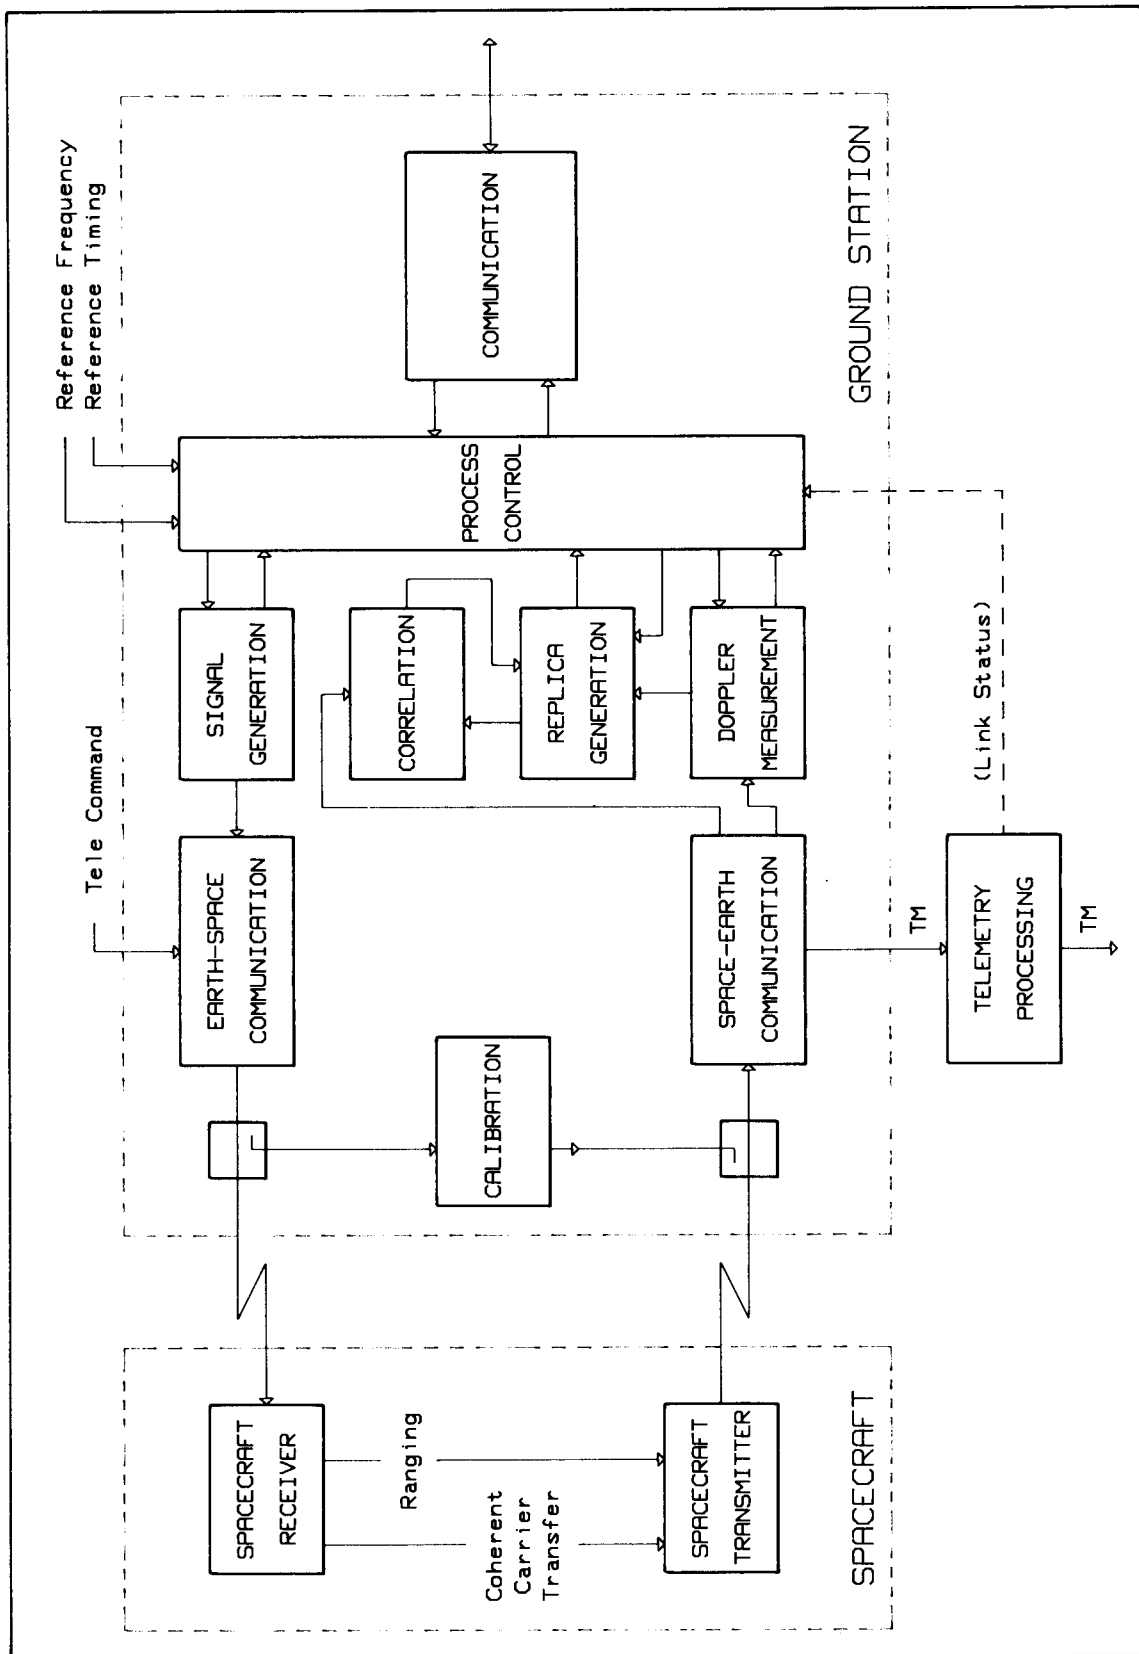 Reference Frequency
Reference Timing
Tele Command
COMMUNICATION
PROCESS
CONTROL
SIGNAL
GENERATION
CORRELATION
REPLICA
GENERATION
DOPPLER
MEASUREMENT
EARTH-SPACE
COMMUNICATION
SPACE-EARTH
COMMUNICATION
CALIBRATION
GROUND STATION
(Link Status)
TM
TELEMETRY
PROCESSING
TM
SPACECRAFT
RECEIVER
Ranging
Coherent
Carrier
Transfer
SPACECRAFT
TRANSMITTER
SPACECRAFT